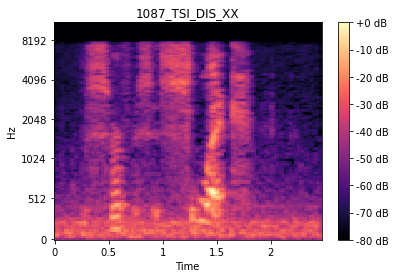 1087_TSI_DIS_XX
+0 dB
8192
-10 dB
4096
-20 dB
-30 dB
2048
Hz
-40 dB
1024
-50 dB
512
-60 dB
-70 dB
0
-80 dB
0
0.5
1
1.5
2
Time